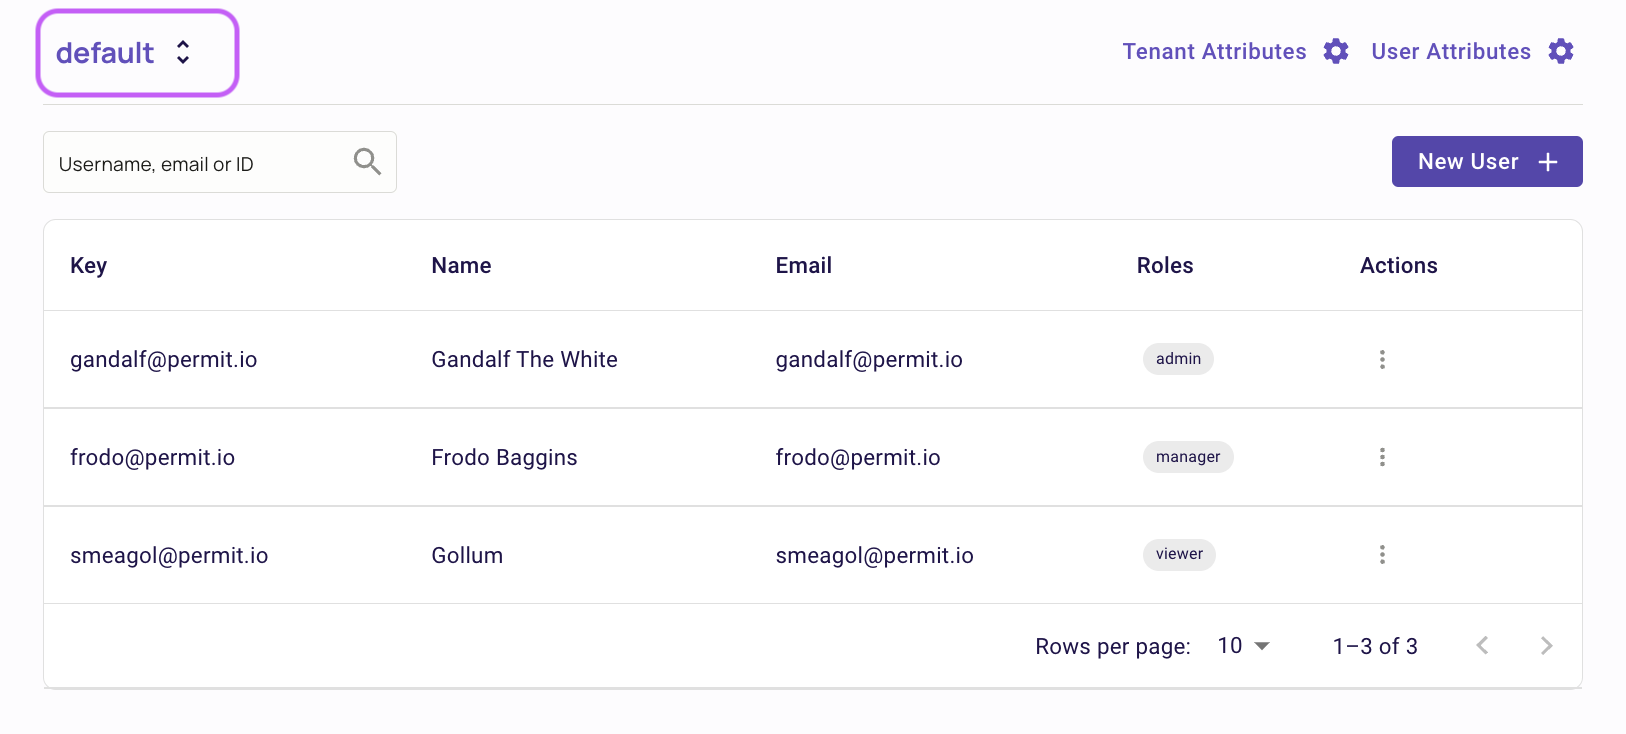 default Tenant Attributes User Attributes
Username, email or ID New User
Key Name Email Roles Actions
gandalf@permit.io Gandalf The White gandalf@permit.io admin
frodo@permit.io Frodo Baggins frodo@permit.io manager
smeagol@permit.io Gollum smeagol@permit.io viewer
Rows per page: 10 1–3 of 3